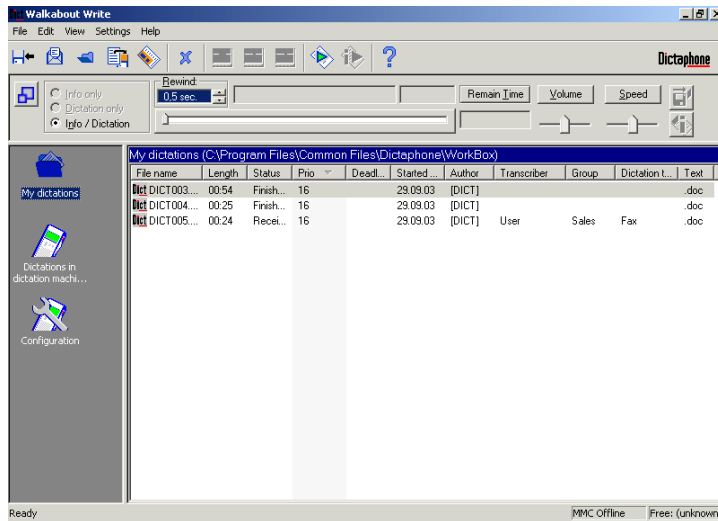 Walkabout Write
File Edit View Settings Help
Dictaphone
Info only
Dictation only
Info / Dictation
Rewind:
0,5 sec.
Remain Time
Volume
Speed
My dictations
Dictations in
dictation machi...
Configuration
My dictations (C:\Program Files\Common Files\Dictaphone\WorkBox)
File name Length Status Prio Deadl... Started ... Author Transcriber Group Dictation t... Text
Dict DICT003.... 00:54 Finish... 16 29.09.03 [DICT] .doc
Dict DICT004.... 00:25 Finish... 16 29.09.03 [DICT] .doc
Dict DICT005.... 00:24 Recei... 16 29.09.03 [DICT] User Sales Fax .doc
Ready MMC Offline Free: (unknown